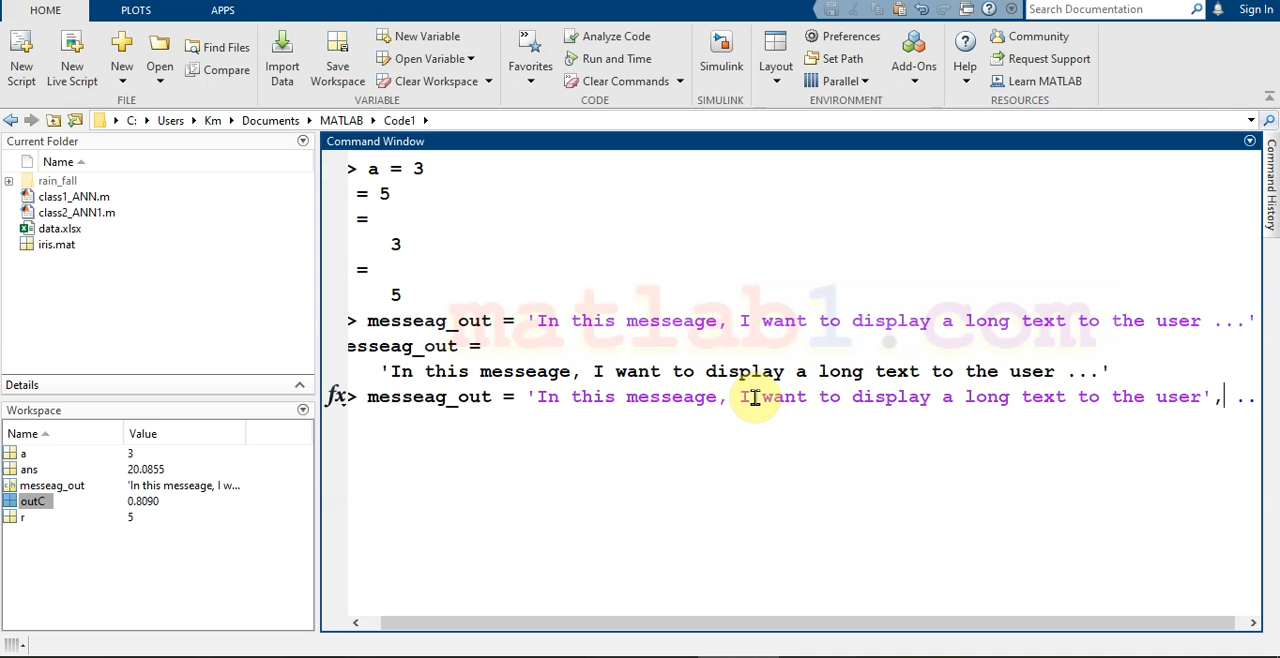 HOME PLOTS APPS Search Documentation Sign In
New Script
New Live Script
New
Open
Find Files
Compare
FILE
Import Data
Save Workspace
New Variable
Open Variable
Clear Workspace
VARIABLE
Favorites
Analyze Code
Run and Time
Clear Commands
CODE
Simulink
SIMULINK
Layout
Preferences
Set Path
Parallel
ENVIRONMENT
Add-Ons
Help
Community
Request Support
Learn MATLAB
RESOURCES
C: Users Km Documents MATLAB Code1
Current Folder
Name
rain_fall
class1_ANN.m
class2_ANN1.m
data.xlsx
iris.mat
Details
Workspace
Name Value
a 3
ans 20.0855
messeag_out 'In this messeage, I w...
outC 0.8090
r 5
Command Window
> a = 3
= 5
=
3
=
5
> messeag_out = 'In this messeage, I want to display a long text to the user ...'
esseag_out =
'In this messeage, I want to display a long text to the user ...'
fx> messeag_out = 'In this messeage, I want to display a long text to the user', ..
matlab1.com
Command History